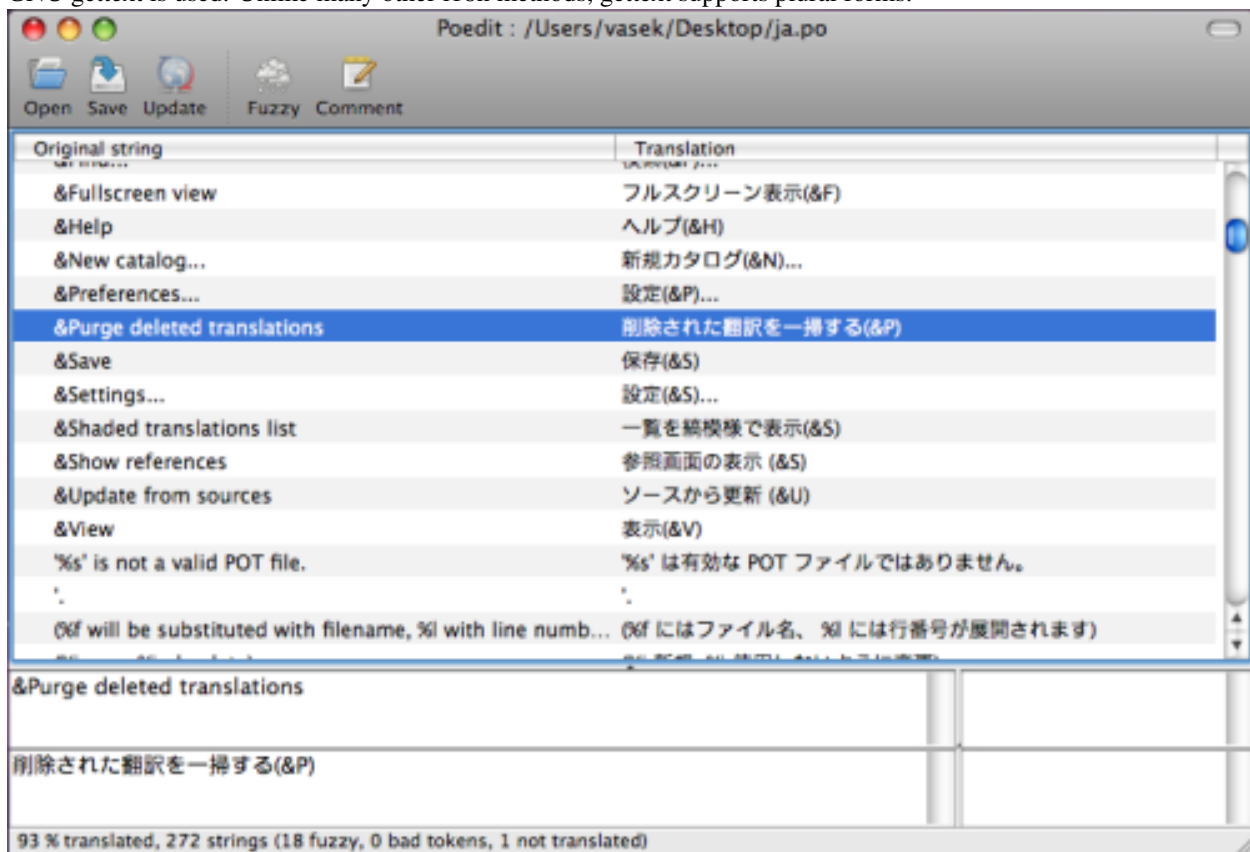 Poedit : /Users/vasek/Desktop/ja.po
Open Save Update Fuzzy Comment
Original string Translation
&Fullscreen view フルスクリーン表示(&F)
&Help ヘルプ(&H)
&New catalog... 新規カタログ(&N)...
&Preferences... 設定(&P)...
&Purge deleted translations 削除された翻訳を一掃する(&P)
&Save 保存(&S)
&Settings... 設定(&S)...
&Shaded translations list 一覧を縞模様で表示(&S)
&Show references 参照画面の表示 (&S)
&Update from sources ソースから更新 (&U)
&View 表示(&V)
'%s' is not a valid POT file. '%s' は有効な POT ファイルではありません。
'. '.
(%f will be substituted with filename, %l with line numb... (%f にはファイル名、 %l には行番号が展開されます)
&Purge deleted translations
削除された翻訳を一掃する(&P)
93 % translated, 272 strings (18 fuzzy, 0 bad tokens, 1 not translated)